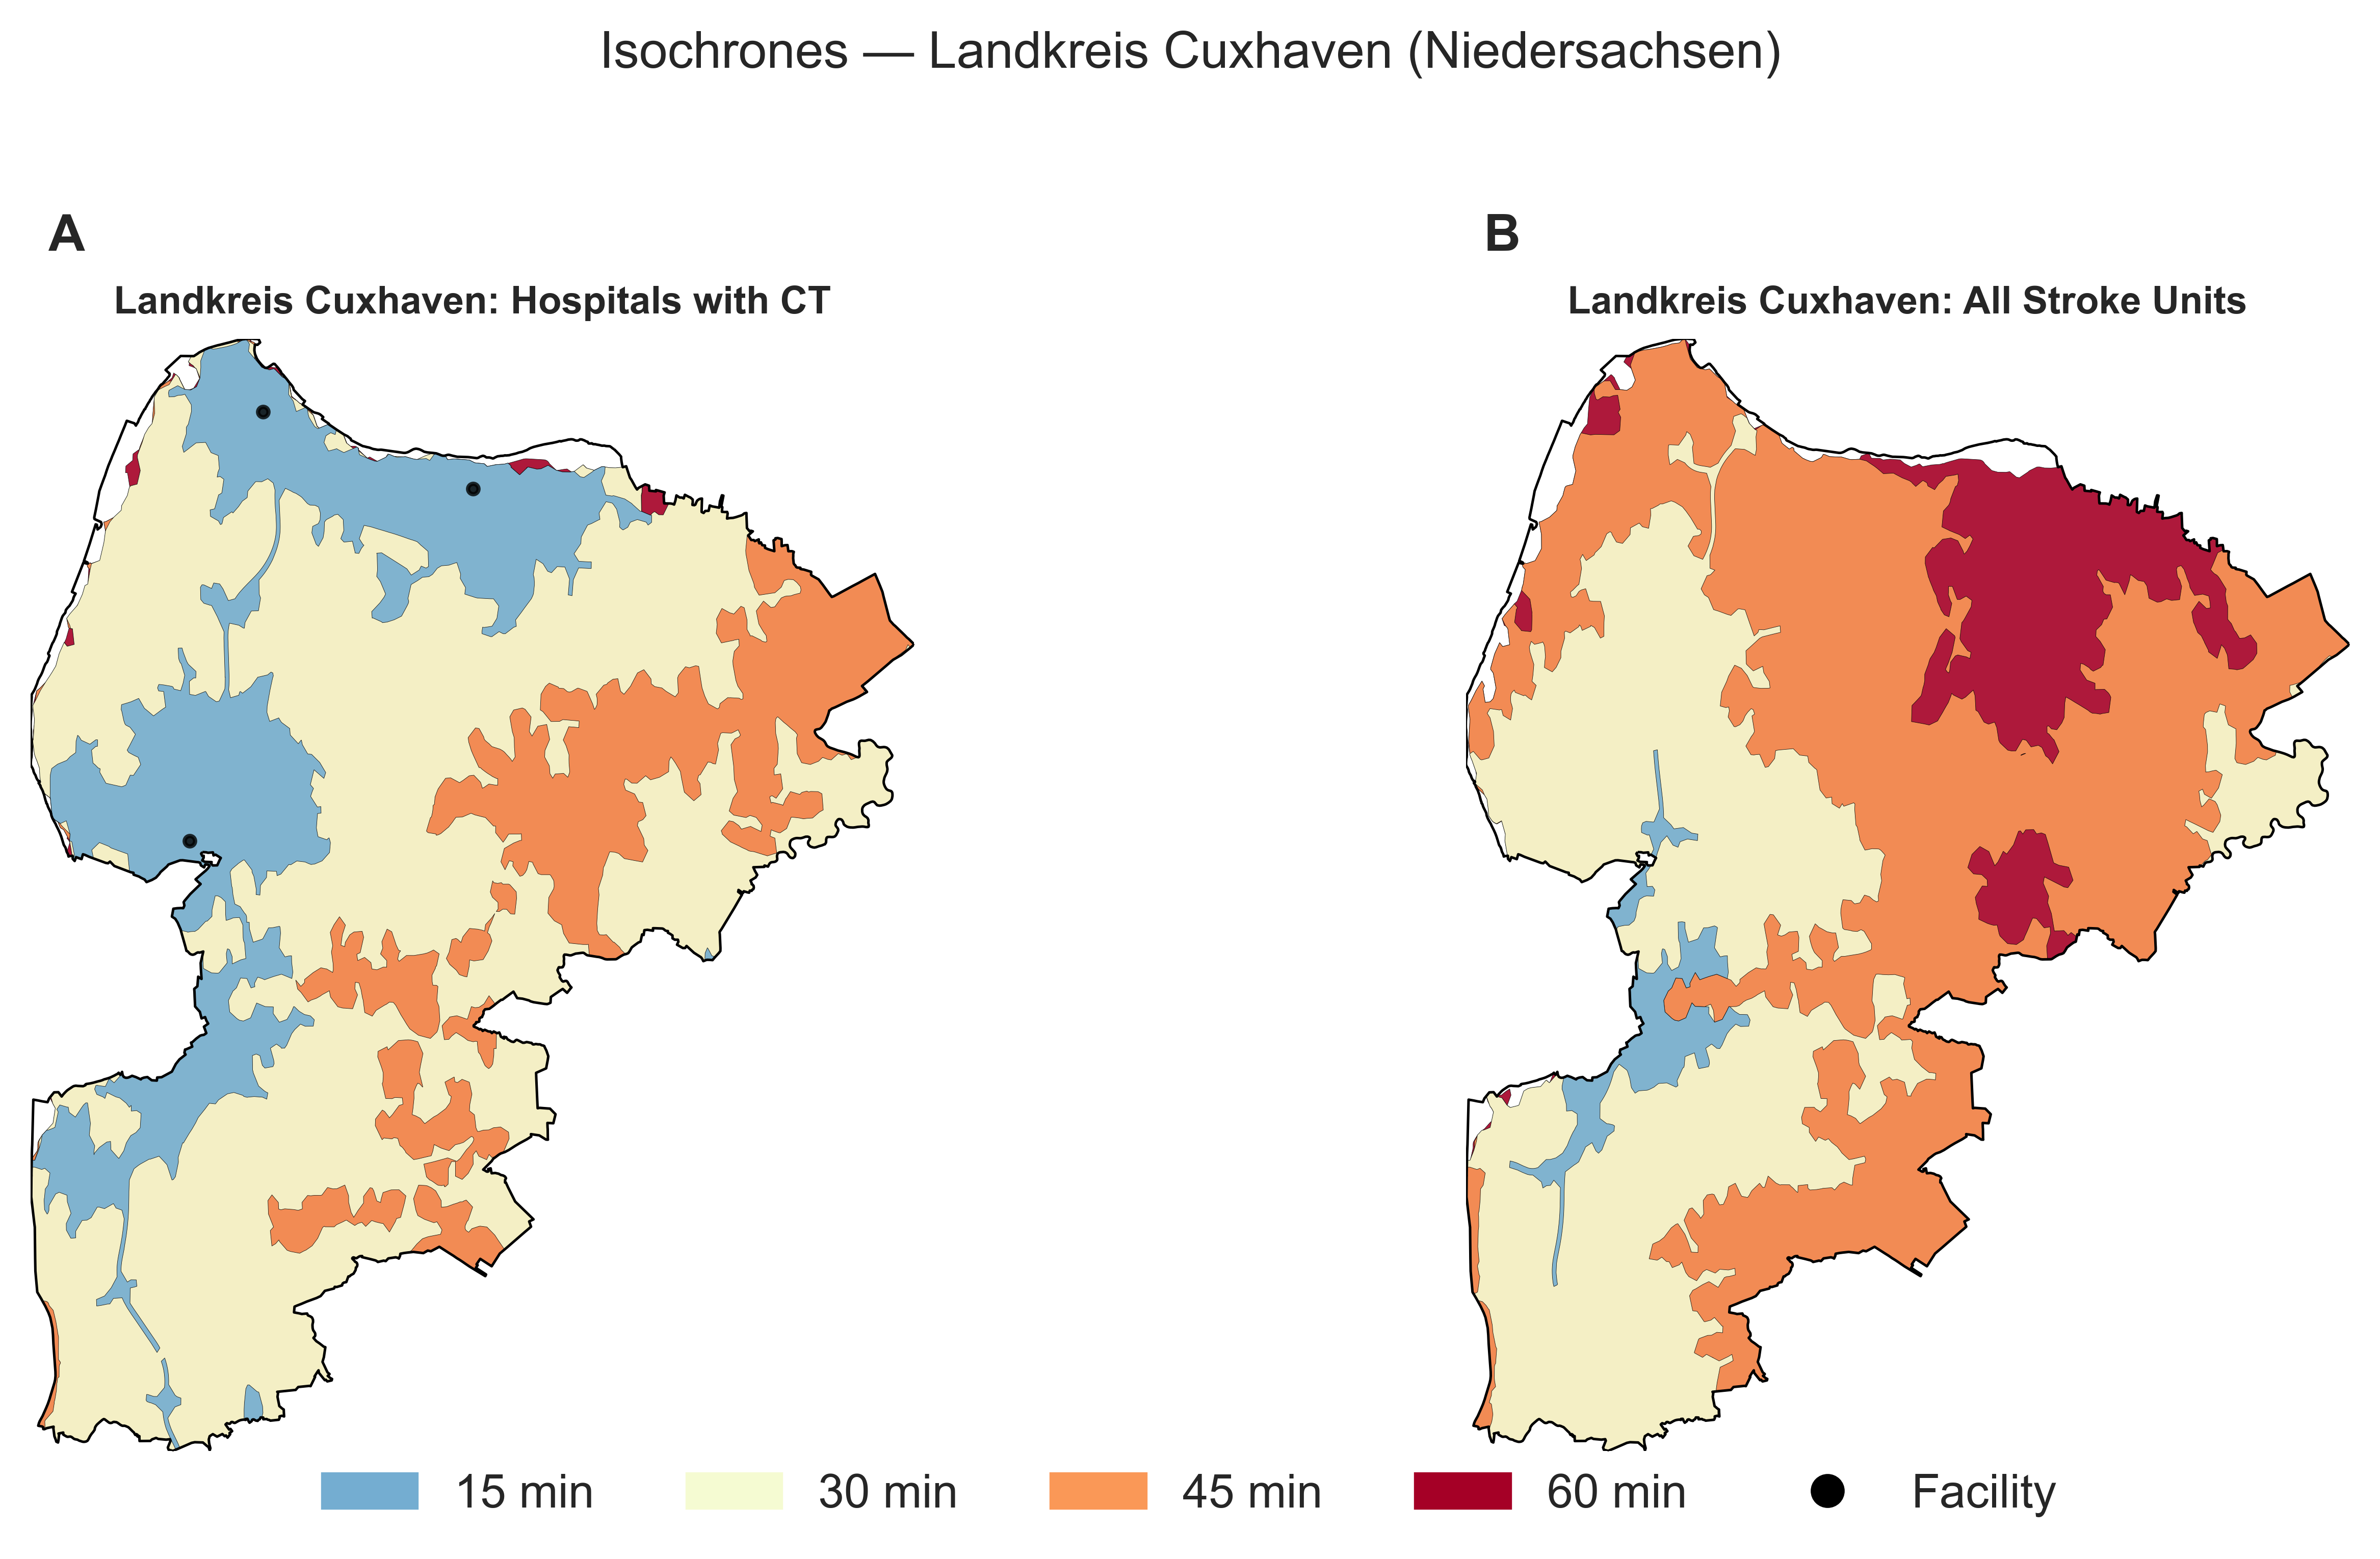 Isochrones — Landkreis Cuxhaven (Niedersachsen)
A
B
Landkreis Cuxhaven: Hospitals with CT
Landkreis Cuxhaven: All Stroke Units
15 min
30 min
45 min
60 min
Facility